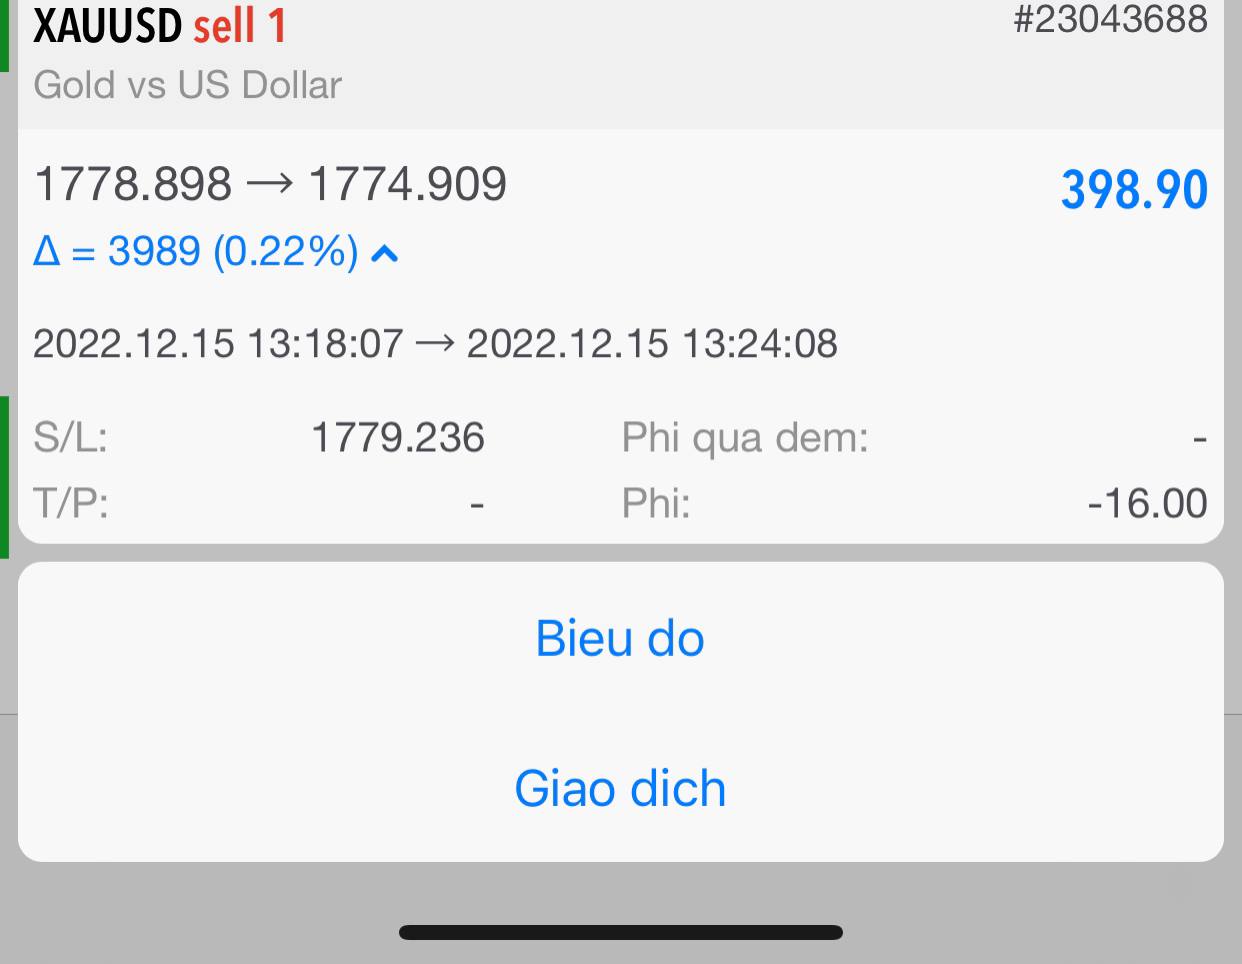 XAUUSD sell 1 #23043688
Gold vs US Dollar
1778.898 → 1774.909 398.90
Δ = 3989 (0.22%)
2022.12.15 13:18:07 → 2022.12.15 13:24:08
S/L: 1779.236 Phi qua dem: -
T/P: - Phi: -16.00
Bieu do
Giao dich